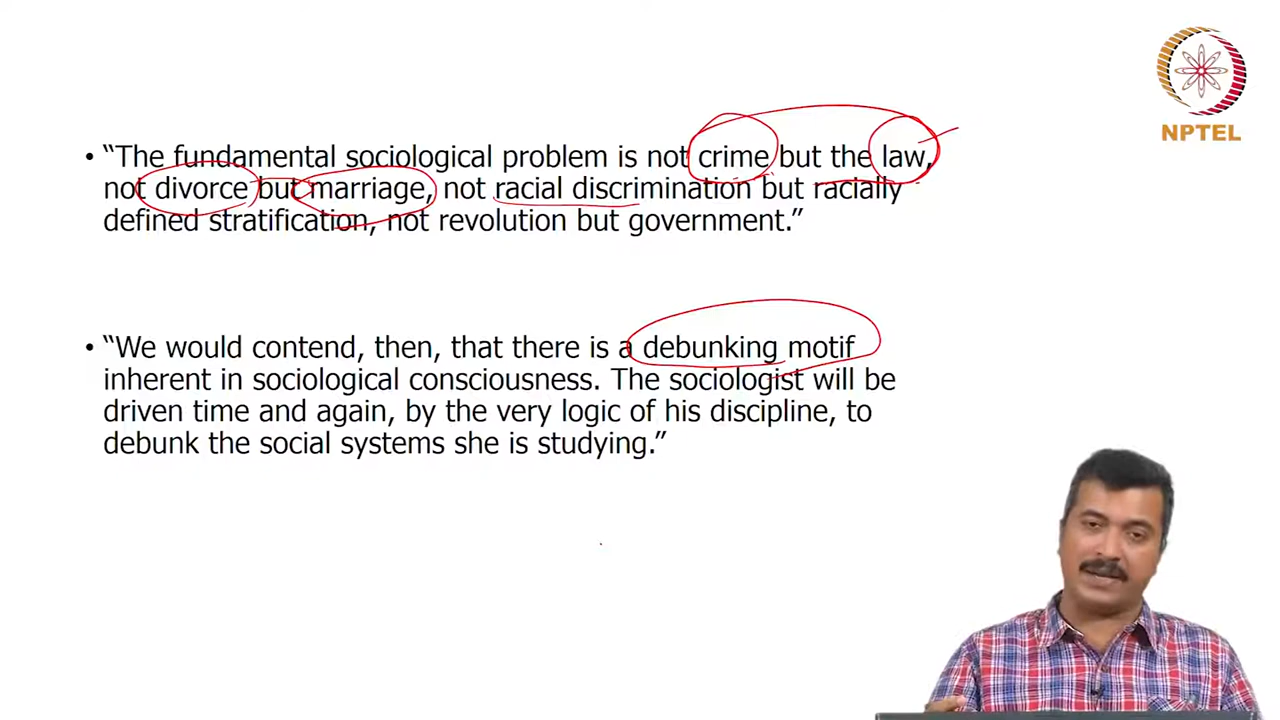 NPTEL
• “The fundamental sociological problem is not crime but the law,
not divorce but marriage, not racial discrimination but racially
defined stratification, not revolution but government.”
• “We would contend, then, that there is a debunking motif
inherent in sociological consciousness. The sociologist will be
driven time and again, by the very logic of his discipline, to
debunk the social systems she is studying.”